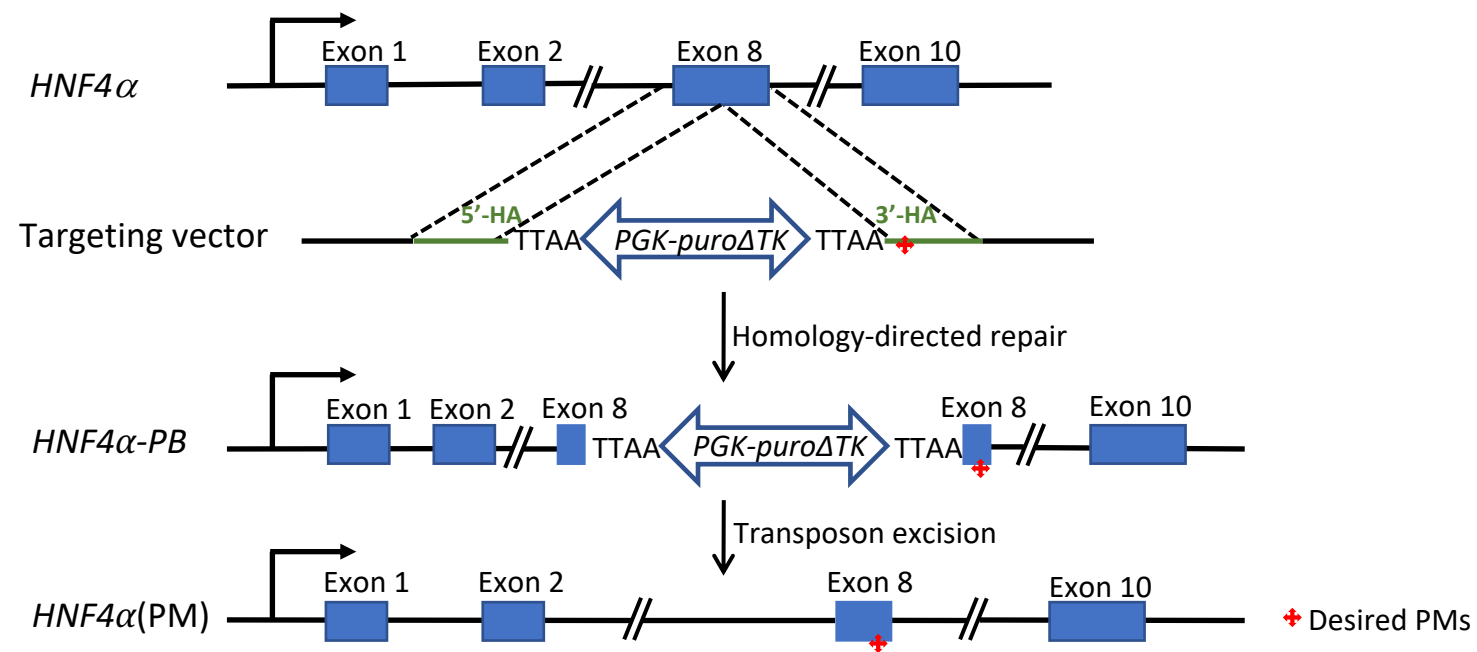 Exon 1 Exon 2 Exon 8 Exon 10
HNF4α
5'-HA 3'-HA
Targeting vector TTAA PGK-puroΔTK TTAA
Homology-directed repair
Exon 1 Exon 2 Exon 8 Exon 8 Exon 10
HNF4α-PB TTAA PGK-puroΔTK TTAA
Transposon excision
Exon 1 Exon 2 Exon 8 Exon 10
HNF4α(PM) Desired PMs